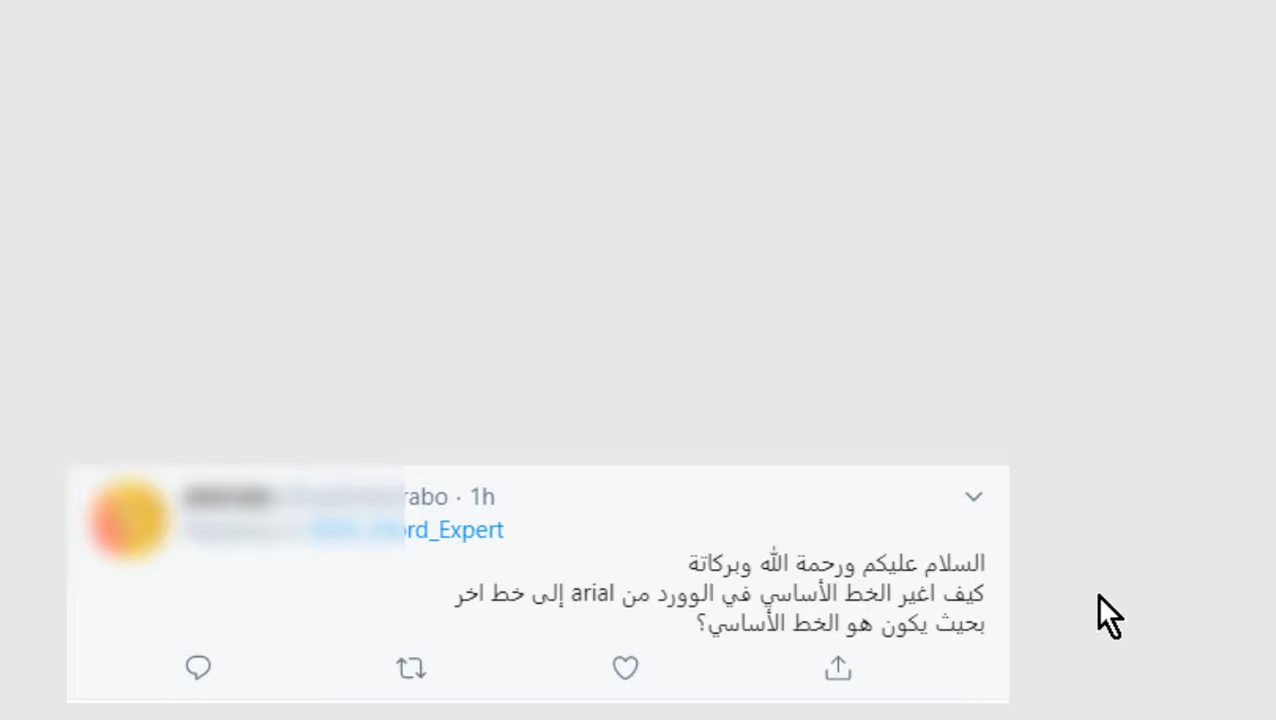 rabo · 1h
ord_Expert
السلام عليكم ورحمة الله وبركاتة
كيف اغير الخط الأساسي في الوورد من arial إلى خط اخر
بحيث يكون هو الخط الأساسي؟